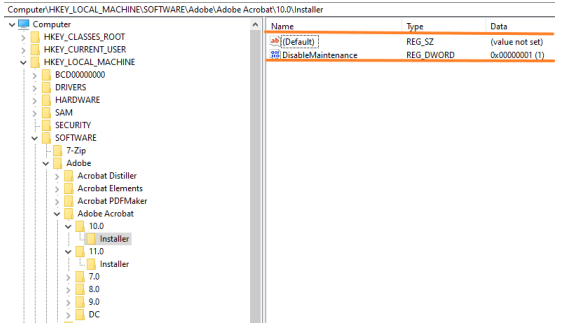 Computer\HKEY_LOCAL_MACHINE\SOFTWARE\Adobe\Adobe Acrobat\10.0\Installer
Computer
HKEY_CLASSES_ROOT
HKEY_CURRENT_USER
HKEY_LOCAL_MACHINE
BCD00000000
DRIVERS
HARDWARE
SAM
SECURITY
SOFTWARE
7-Zip
Adobe
Acrobat Distiller
Acrobat Elements
Acrobat PDFMaker
Adobe Acrobat
10.0
Installer
11.0
Installer
7.0
8.0
9.0
DC
Name Type Data
ab (Default) REG_SZ (value not set)
DisableMaintenance REG_DWORD 0x00000001 (1)